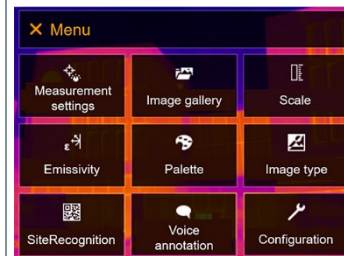 Menu
Measurement
settings
Image gallery
Scale
Emissivity
Palette
Image type
SiteRecognition
Voice
annotation
Configuration